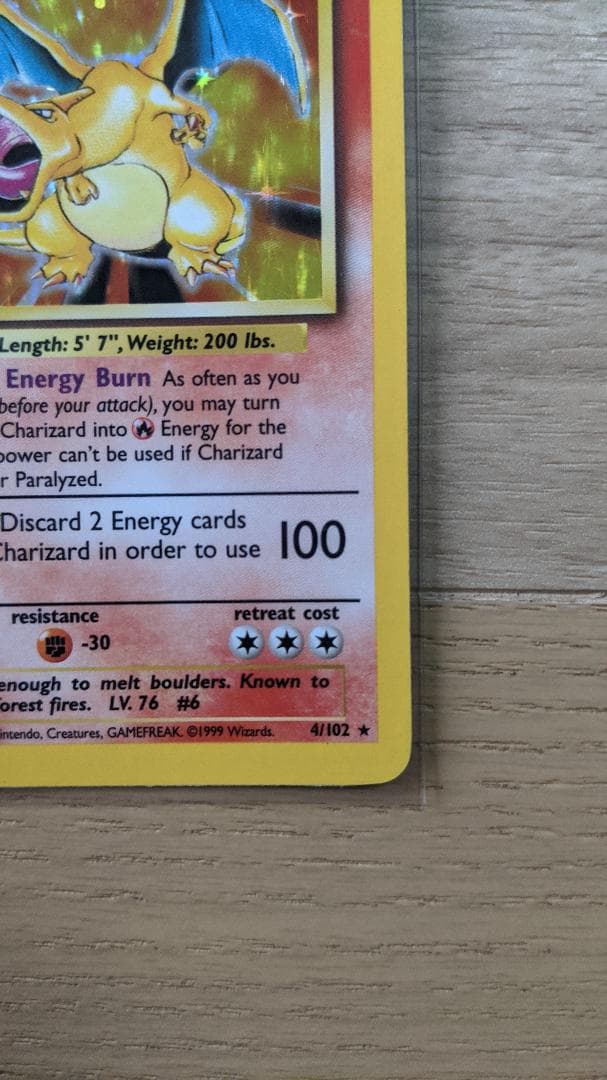 Length: 5' 7", Weight: 200 lbs.
Energy Burn As often as you
before your attack), you may turn
Charizard into Energy for the
power can't be used if Charizard
r Paralyzed.
Discard 2 Energy cards
Charizard in order to use 100
resistance retreat cost
-30
enough to melt boulders. Known to
forest fires. LV. 76 #6
intendo, Creatures, GAMEFREAK. ©1999 Wizards. 4/102 ★